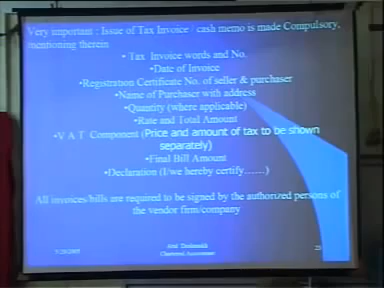 Very important : Issue of Tax Invoice / cash memo is made Compulsory,
mentioning therein
•Tax Invoice words and No.
•Date of Invoice
•Registration Certificate No. of seller & purchaser
•Name of Purchaser with address
•Quantity (where applicable)
•Rate and Total Amount
•V A T Component (Price and amount of tax to be shown
separately)
•Final Bill Amount
•Declaration (I/we hereby certify……)
All invoices/bills are required to be signed by the authorized persons of
the vendor firm/company
Chartered Accountant